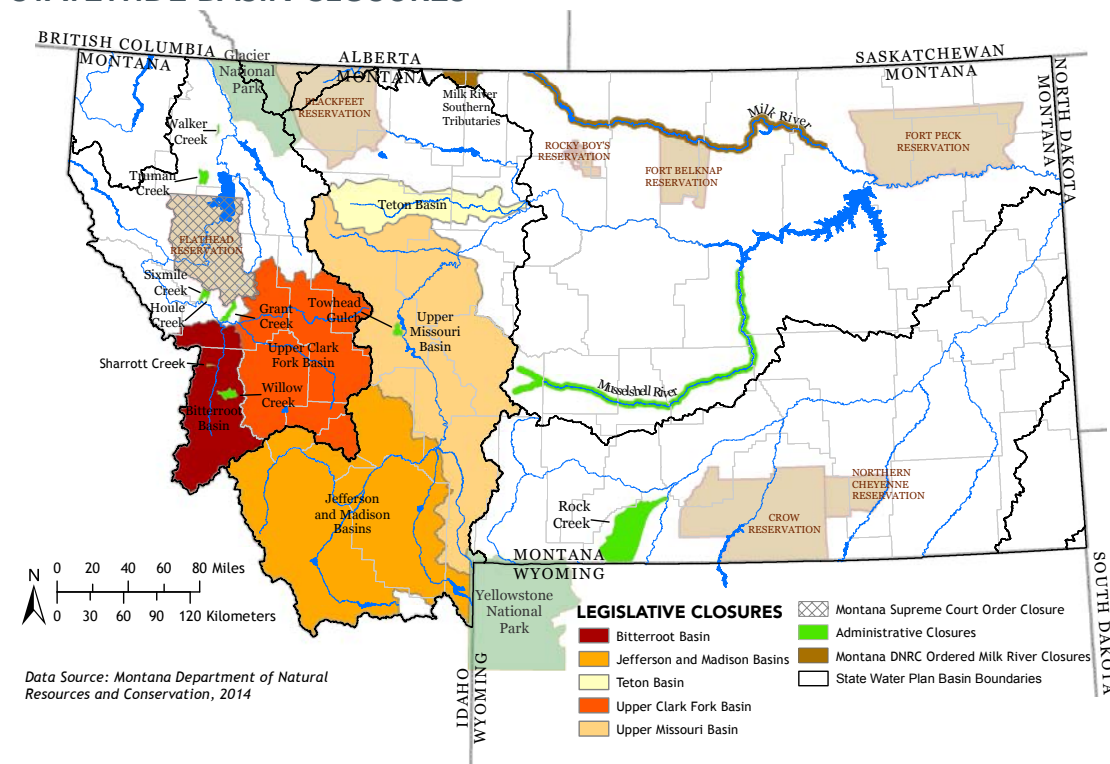 STATEWIDE BASIN CLOSURES
BRITISH COLUMBIA
MONTANA
Glacier
National
Park
ALBERTA
MONTANA
SASKATCHEWAN
MONTANA
NORTH DAKOTA
MONTANA
BLACKFEET
RESERVATION
Milk River
Southern
Tributaries
Milk River
Walker
Creek
ROCKY BOY'S
RESERVATION
FORT BELKNAP
RESERVATION
FORT PECK
RESERVATION
Truman
Creek
Teton Basin
FLATHEAD
RESERVATION
Sixmile
Creek
Houle
Creek
Grant
Creek
Towhead
Gulch
Upper
Missouri
Basin
Upper Clark
Fork Basin
Sharrott Creek
Willow
Creek
Bitterroot
Basin
Musselshell River
Jefferson
and Madison
Basins
Rock
Creek
NORTHERN
CHEYENNE
RESERVATION
CROW
RESERVATION
MONTANA
WYOMING
SOUTH DAKOTA
Yellowstone
National
Park
IDAHO
WYOMING
N
0 20 40 60 80 Miles
0 30 60 90 120 Kilometers
Data Source: Montana Department of Natural
Resources and Conservation, 2014
LEGISLATIVE CLOSURES
Bitterroot Basin
Jefferson and Madison Basins
Teton Basin
Upper Clark Fork Basin
Upper Missouri Basin
Montana Supreme Court Order Closure
Administrative Closures
Montana DNRC Ordered Milk River Closures
State Water Plan Basin Boundaries